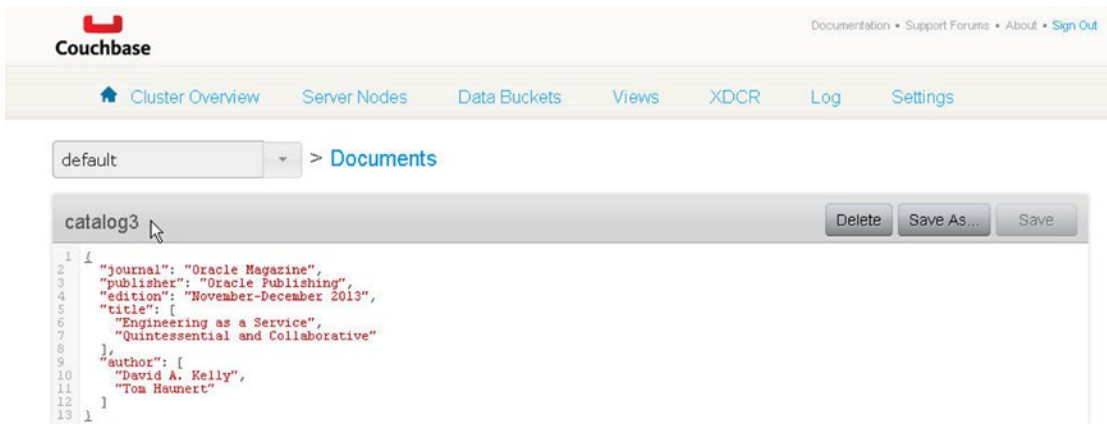 Couchbase
Documentation • Support Forums • About • Sign Out
Cluster Overview Server Nodes Data Buckets Views XDCR Log Settings
default > Documents
catalog3 Delete Save As... Save
1 {
2 "journal": "Oracle Magazine",
3 "publisher": "Oracle Publishing",
4 "edition": "November-December 2013",
5 "title": [
6 "Engineering as a Service",
7 "Quintessential and Collaborative"
8 ],
9 "author": [
10 "David A. Kelly",
11 "Tom Haunert"
12 ]
13 }